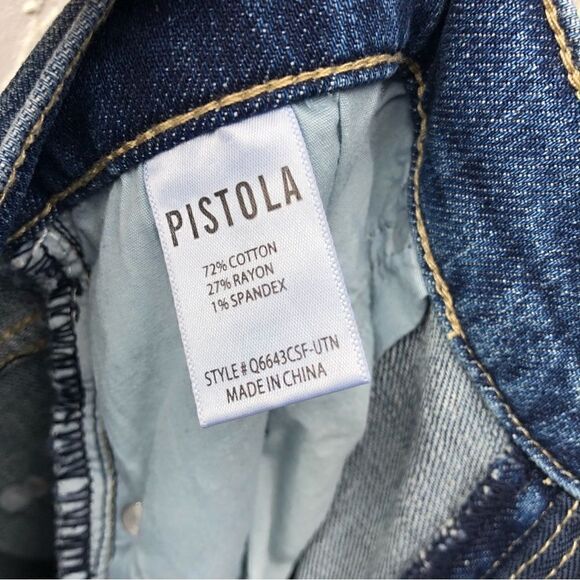 PISTOLA
72% COTTON
27% RAYON
1% SPANDEX
STYLE # Q6643CSF-UTN
MADE IN CHINA